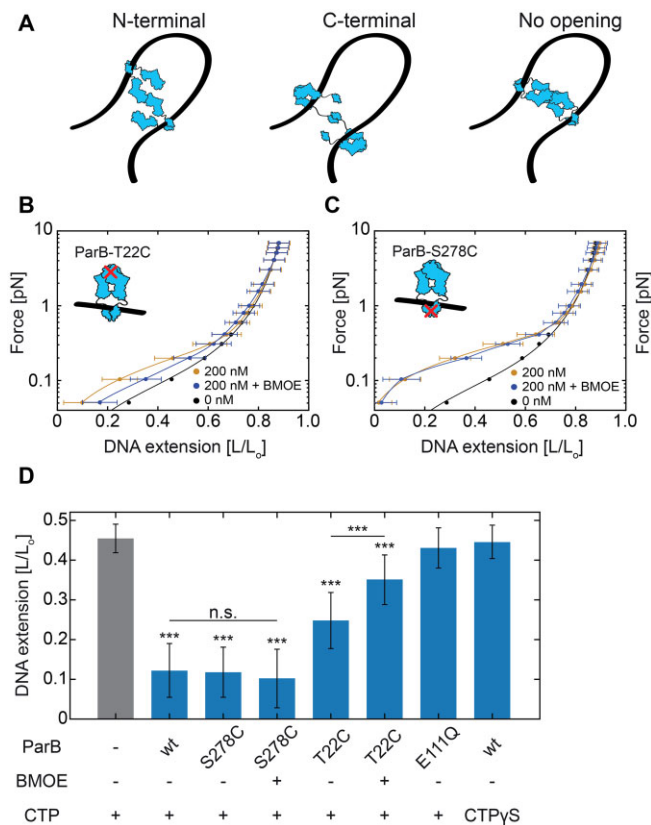 A
N-terminal C-terminal No opening
B
C
Force [pN]
10
1
0.1
ParB-T22C
200 nM
200 nM + BMOE
0 nM
0 0.2 0.4 0.6 0.8 1.0
DNA extension [L/Lo]
Force [pN]
10
1
0.1
ParB-S278C
200 nM
200 nM + BMOE
0 nM
0 0.2 0.4 0.6 0.8 1.0
DNA extension [L/Lo]
D
DNA extension [L/Lo]
0.5
0.4
0.3
0.2
0.1
0
***
n.s.
***
***
***
***
***
ParB - wt S278C S278C T22C T22C E111Q wt
BMOE - - - + - + - -
CTP + + + + + + + CTPγS